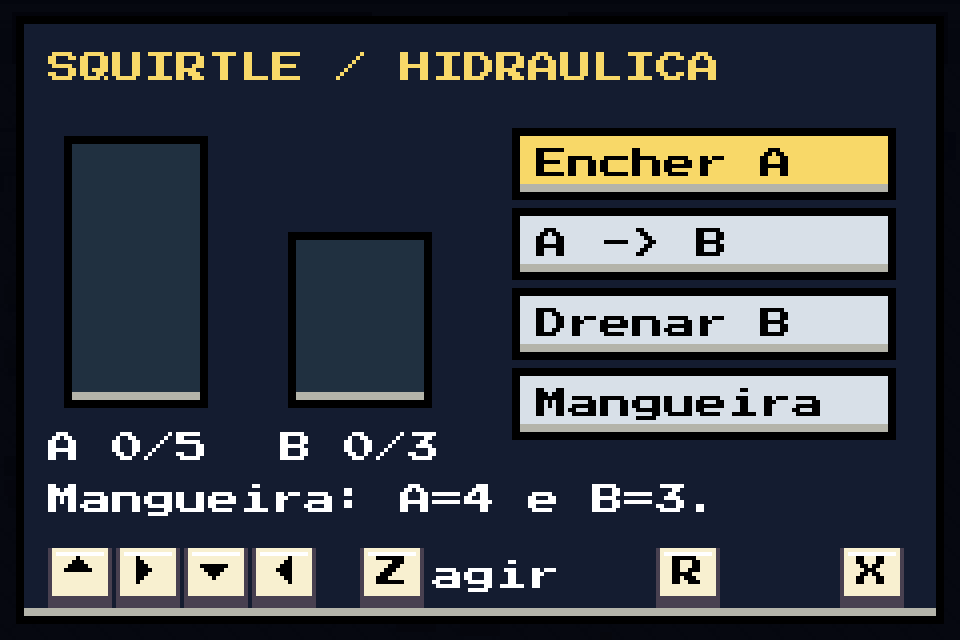 SQUIRTLE / HIDRAULICA
Encher A
A -> B
Drenar B
Mangueira
A 0/5 B 0/3
Mangueira: A=4 e B=3.
Z agir R X